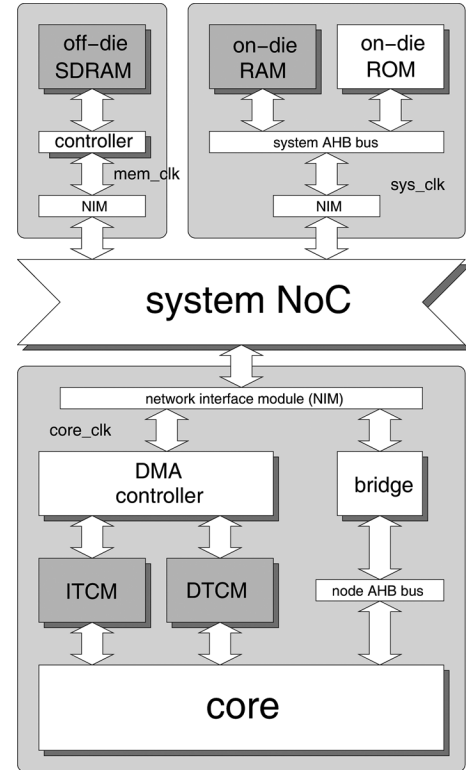 off-die
SDRAM
controller
mem_clk
NIM
on-die
RAM
on-die
ROM
system AHB bus
sys_clk
NIM
system NoC
network interface module (NIM)
core_clk
DMA
controller
bridge
ITCM
DTCM
node AHB bus
core